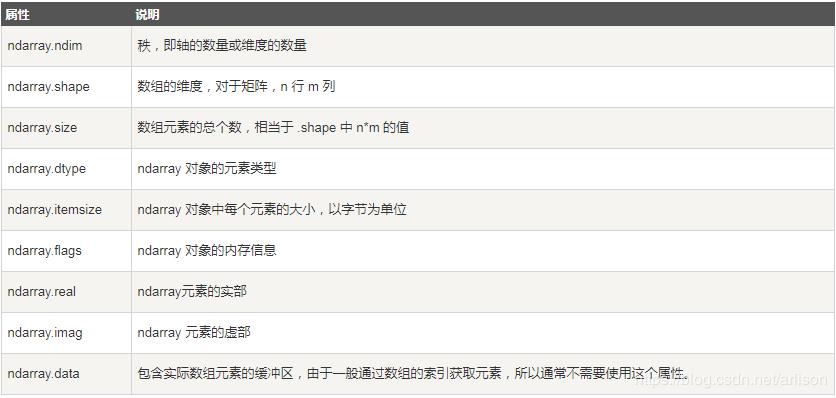 属性 说明
ndarray.ndim 秩，即轴的数量或维度的数量
ndarray.shape 数组的维度，对于矩阵，n 行 m 列
ndarray.size 数组元素的总个数，相当于 .shape 中 n*m 的值
ndarray.dtype ndarray 对象的元素类型
ndarray.itemsize ndarray 对象中每个元素的大小，以字节为单位
ndarray.flags ndarray 对象的内存信息
ndarray.real ndarray元素的实部
ndarray.imag ndarray 元素的虚部
ndarray.data 包含实际数组元素的缓冲区，由于一般通过数组的索引获取元素，所以通常不需要使用这个属性。
https://blog.csdn.net/arlison